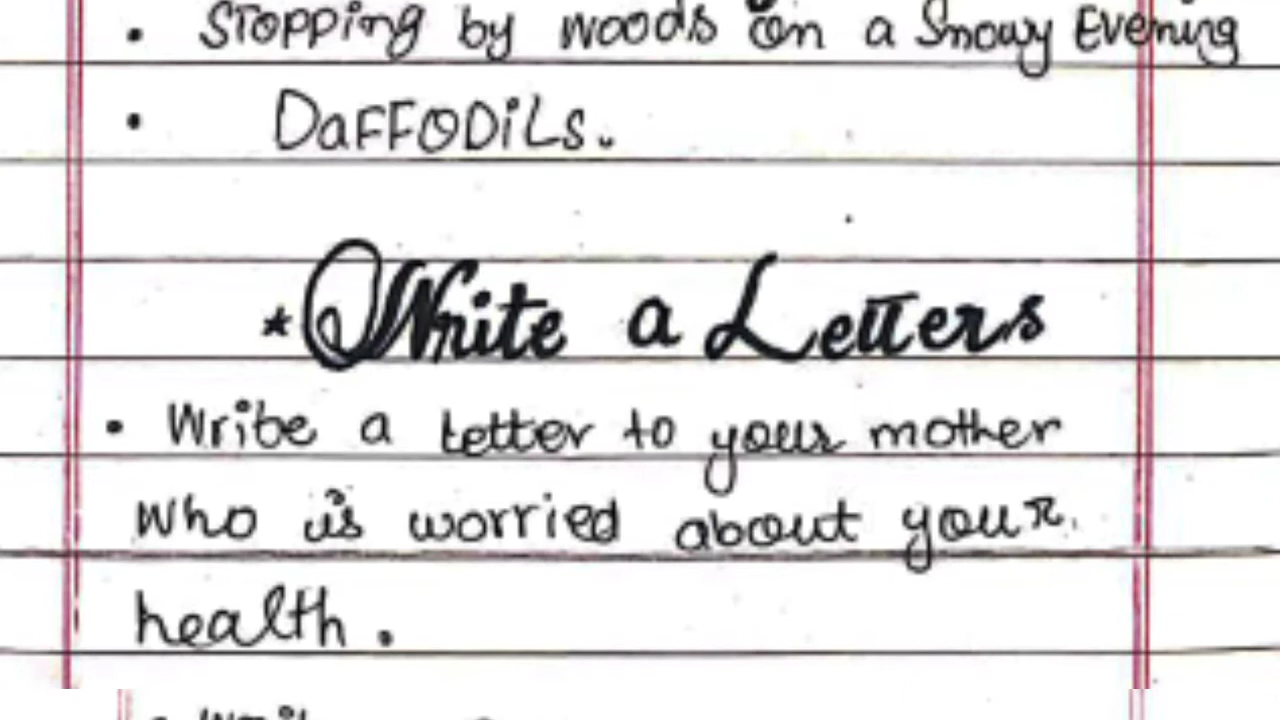 • Stopping by woods on a Snowy Evening
• DaFFODiLs.
* Write a Letters
• Write a letter to your mother
who is worried about your.
health.